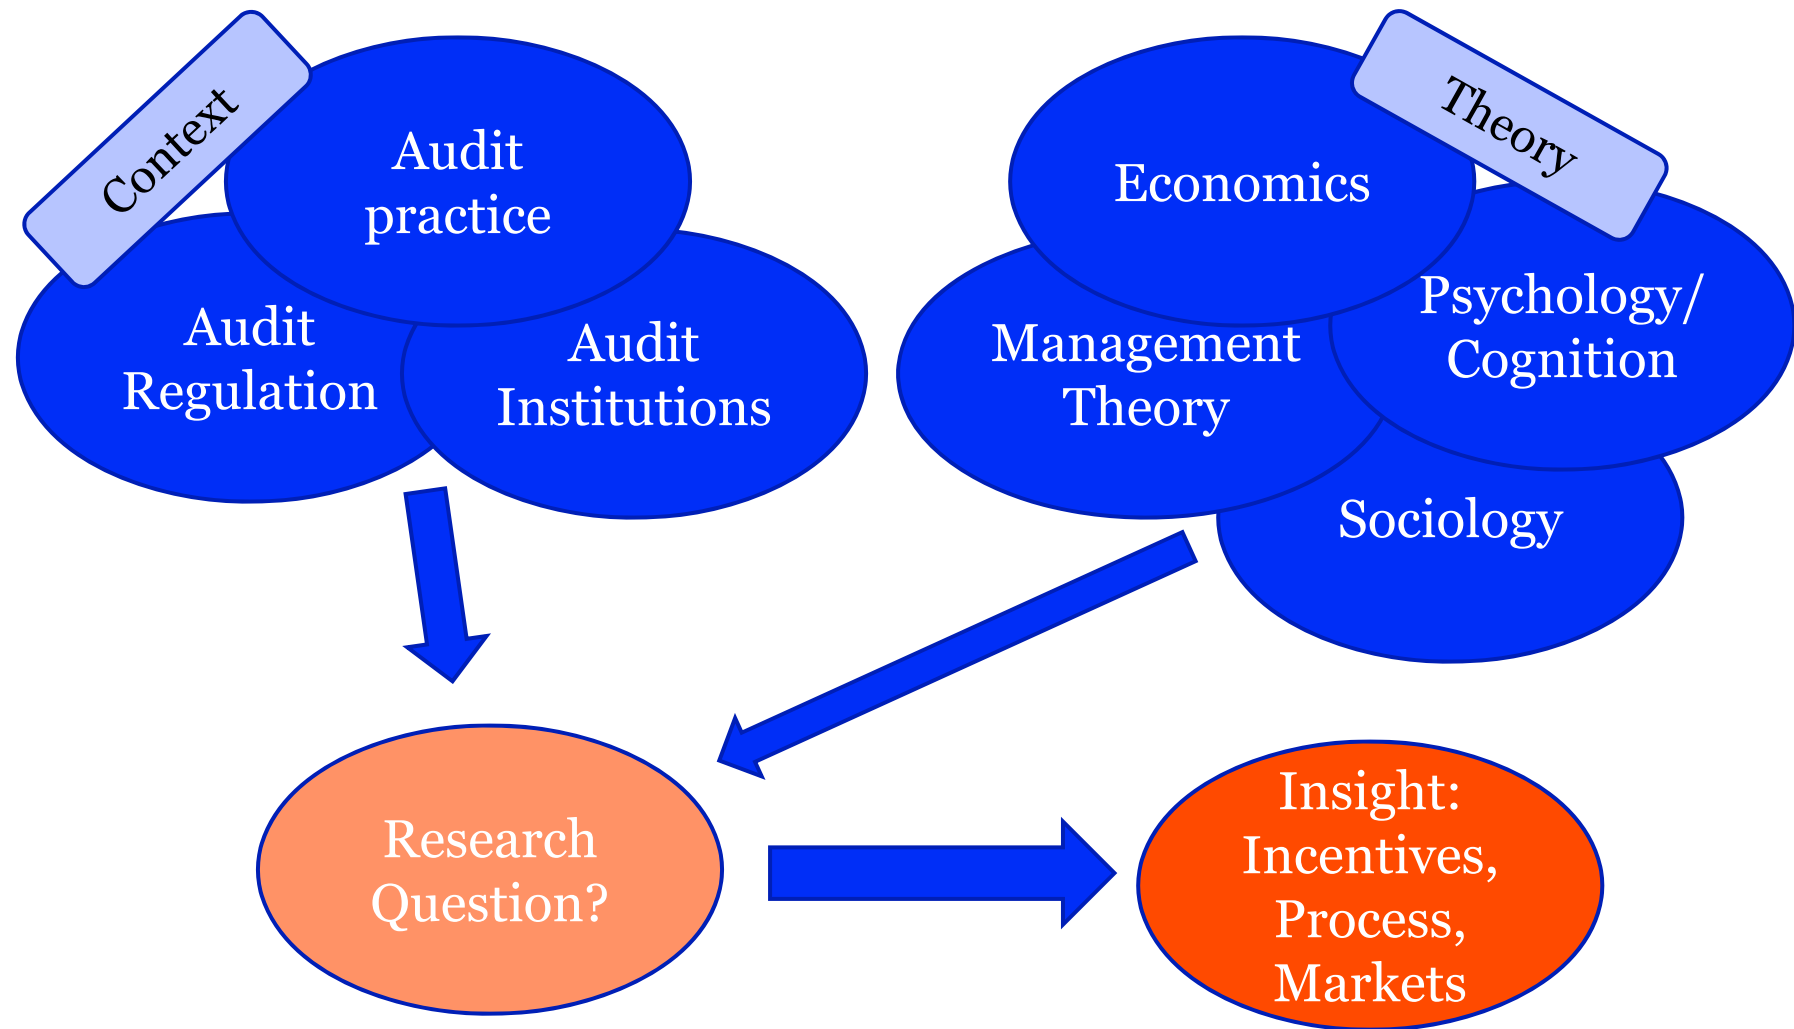 Context
Audit
practice
Audit
Regulation
Audit
Institutions
Theory
Economics
Psychology/
Cognition
Management
Theory
Sociology
Research
Question?
Insight:
Incentives,
Process,
Markets